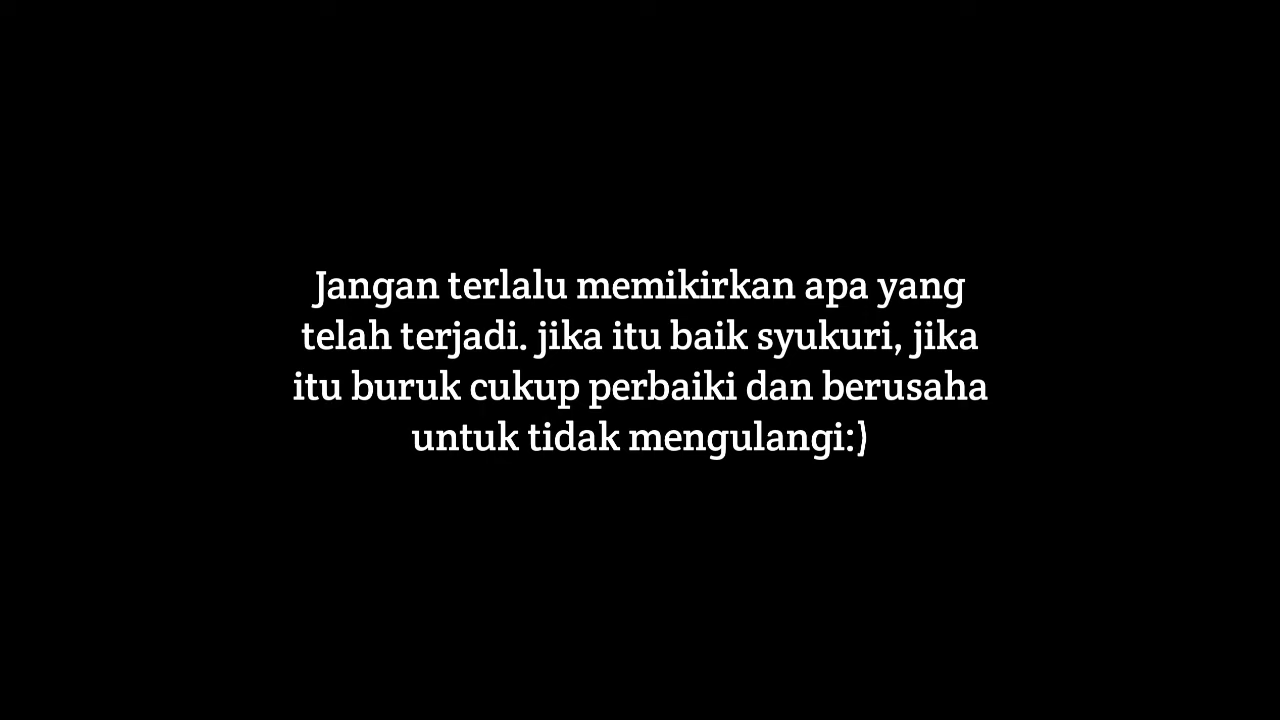 Jangan terlalu memikirkan apa yang
telah terjadi. jika itu baik syukuri, jika
itu buruk cukup perbaiki dan berusaha
untuk tidak mengulangi:)